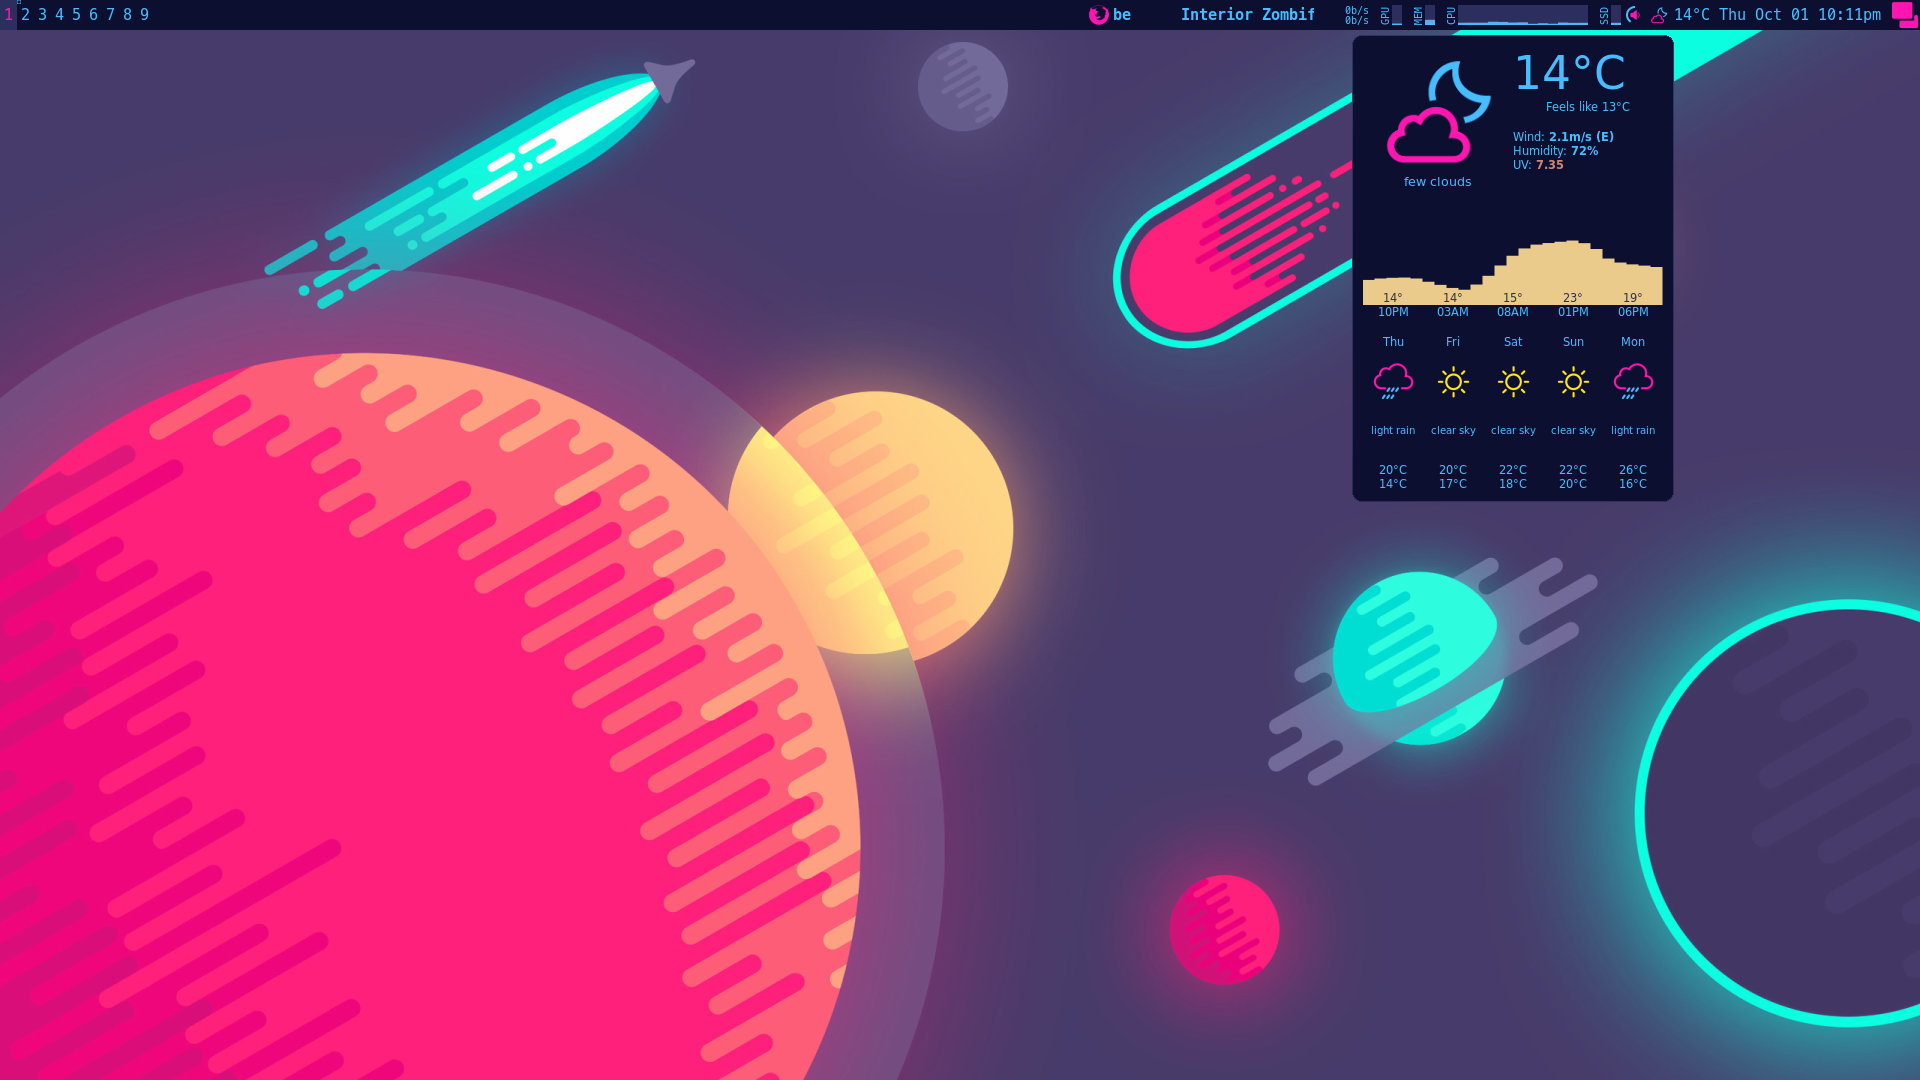 1 2 3 4 5 6 7 8 9
be Interior Zombif 0b/s 0b/s GPU MEM CPU SSD 14°C Thu Oct 01 10:11pm
14°C
Feels like 13°C
Wind: 2.1m/s (E)
Humidity: 72%
UV: 7.35
few clouds
14° 14° 15° 23° 19°
10PM 03AM 08AM 01PM 06PM
Thu Fri Sat Sun Mon
light rain clear sky clear sky clear sky light rain
20°C 20°C 22°C 22°C 26°C
14°C 17°C 18°C 20°C 16°C